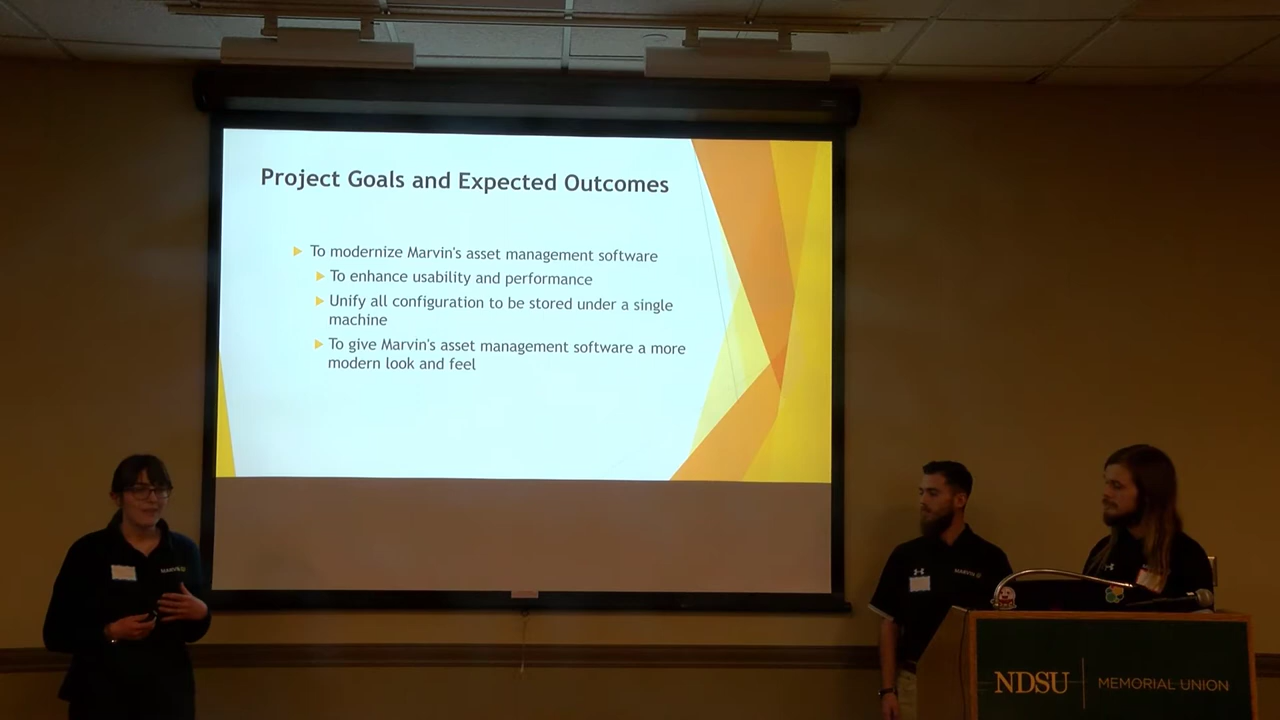 Project Goals and Expected Outcomes
To modernize Marvin's asset management software
To enhance usability and performance
Unify all configuration to be stored under a single
machine
To give Marvin's asset management software a more
modern look and feel
MARVIN
MARVIN
NDSU | MEMORIAL UNION